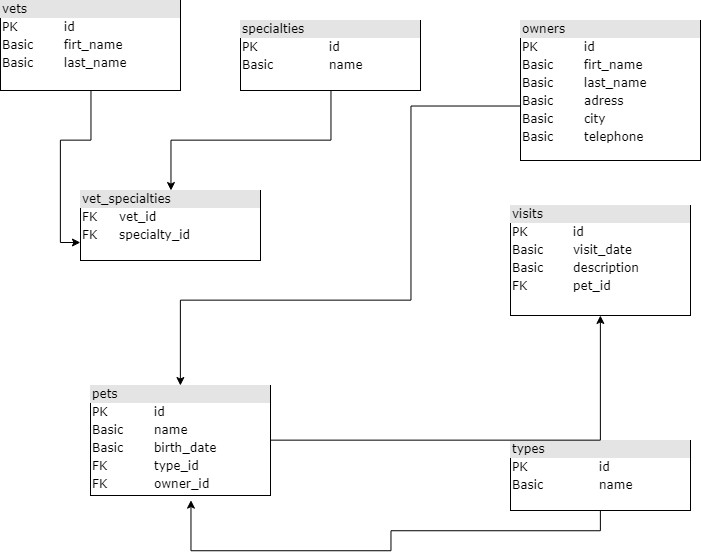 vets
PK id
Basic firt_name
Basic last_name
specialties
PK id
Basic name
owners
PK id
Basic firt_name
Basic last_name
Basic adress
Basic city
Basic telephone
vet_specialties
FK vet_id
FK specialty_id
visits
PK id
Basic visit_date
Basic description
FK pet_id
pets
PK id
Basic name
Basic birth_date
FK type_id
FK owner_id
types
PK id
Basic name